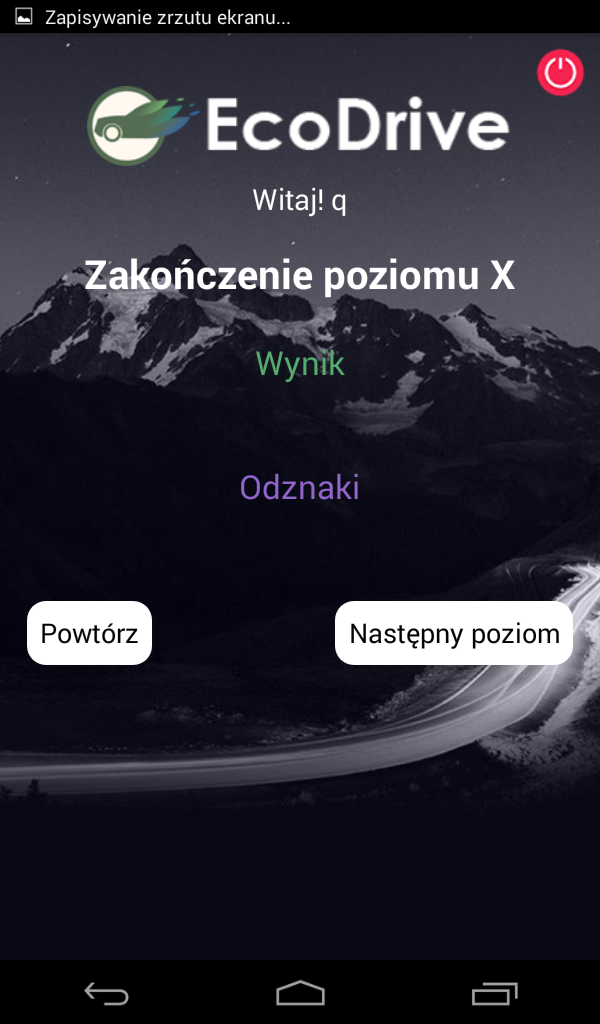 Zapisywanie zrzutu ekranu...
EcoDrive
Witaj! q
Zakończenie poziomu X
Wynik
Odznaki
Powtórz
Następny poziom